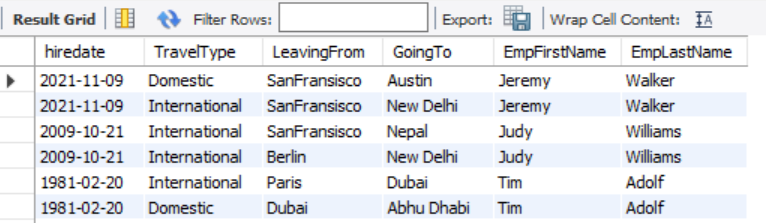 Result Grid Filter Rows: Export: Wrap Cell Content: IA
hiredate TravelType LeavingFrom GoingTo EmpFirstName EmpLastName
2021-11-09 Domestic SanFransisco Austin Jeremy Walker
2021-11-09 International SanFransisco New Delhi Jeremy Walker
2009-10-21 International SanFransisco Nepal Judy Williams
2009-10-21 International Berlin New Delhi Judy Williams
1981-02-20 International Paris Dubai Tim Adolf
1981-02-20 Domestic Dubai Abhu Dhabi Tim Adolf